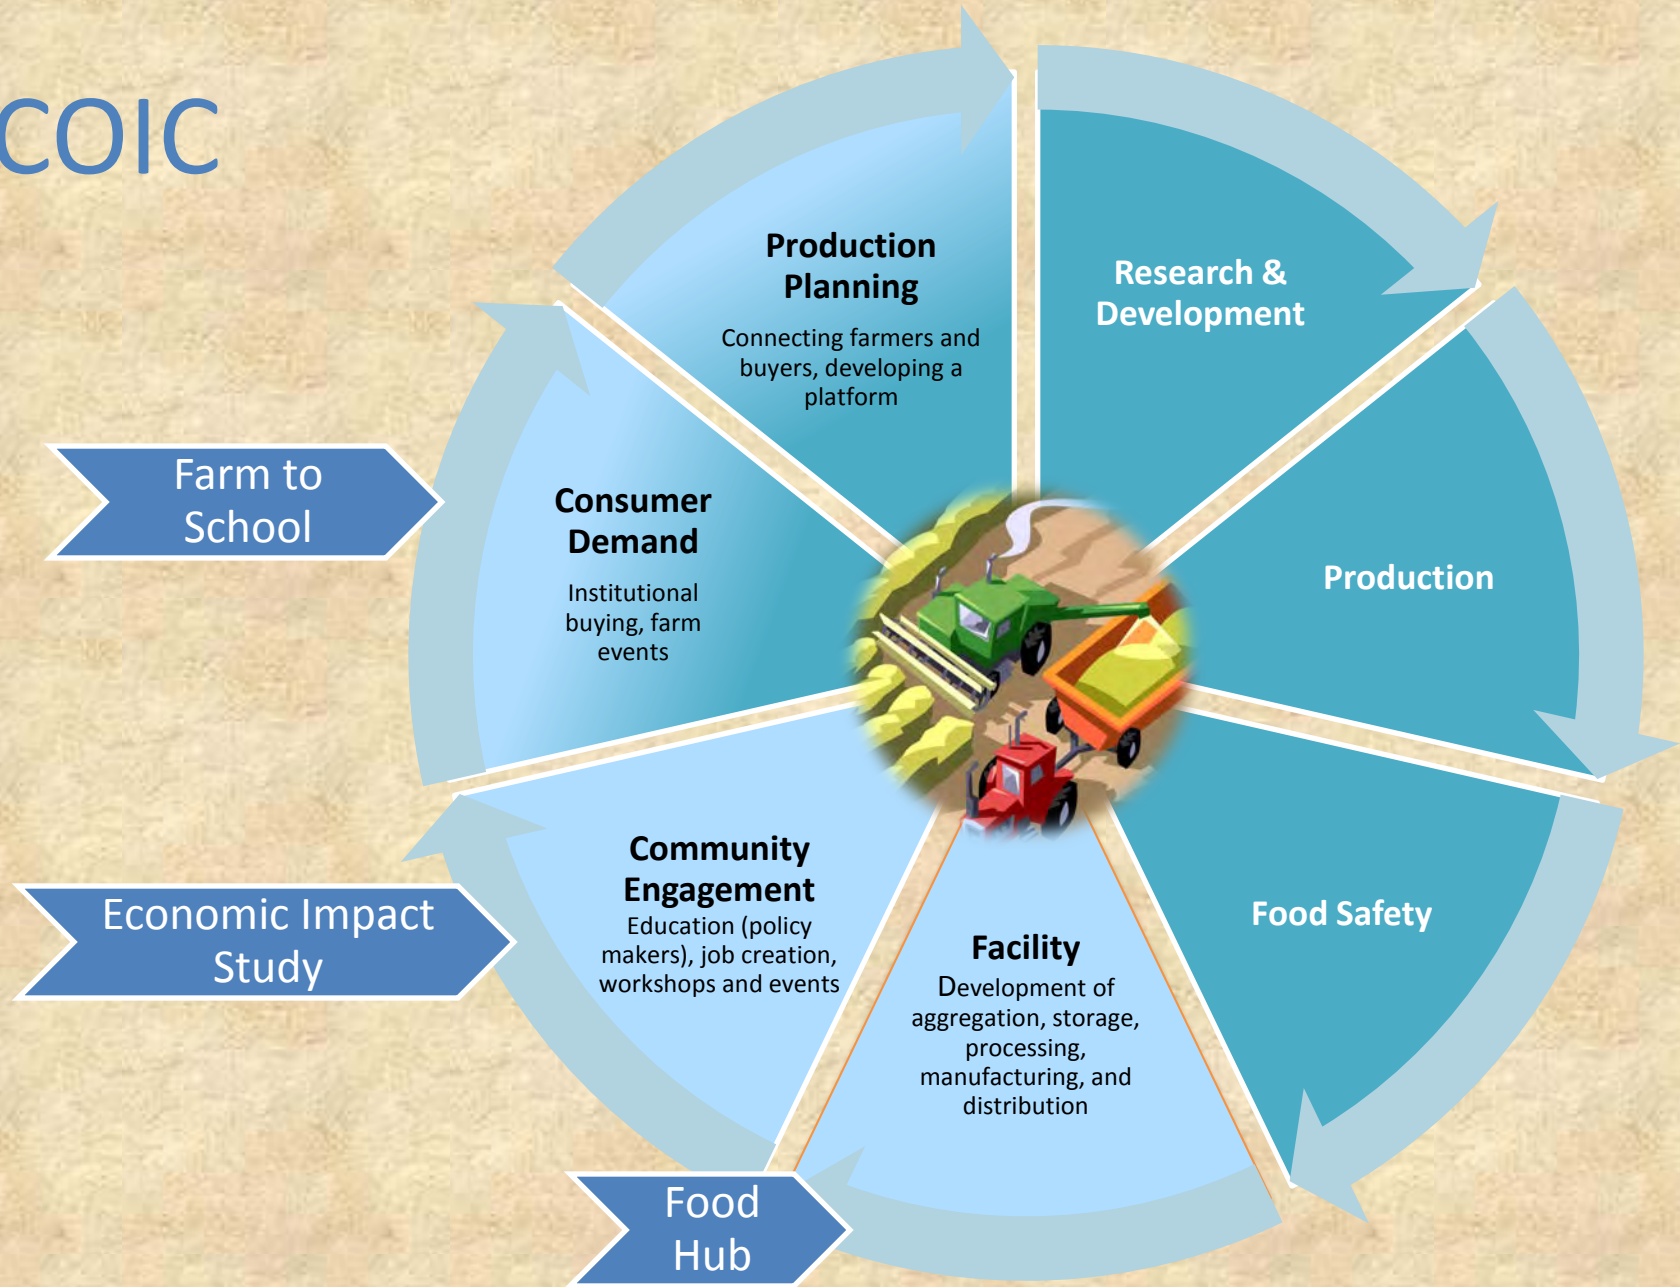 COIC
Production
Planning
Connecting farmers and
buyers, developing a
platform
Research &
Development
Production
Food Safety
Facility
Development of
aggregation, storage,
processing,
manufacturing, and
distribution
Community
Engagement
Education (policy
makers), job creation,
workshops and events
Consumer
Demand
Institutional
buying, farm
events
Farm to
School
Economic Impact
Study
Food
Hub